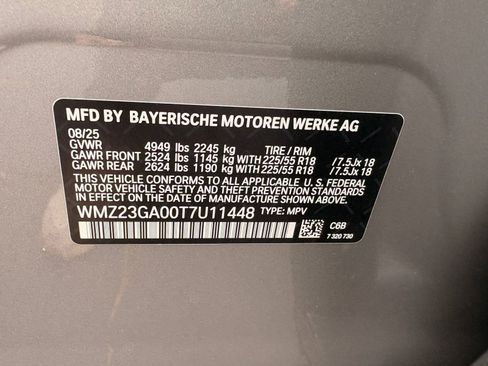 MFD BY BAYERISCHE MOTOREN WERKE AG
08/25
GVWR 4949 lbs 2245 kg TIRE / RIM
GAWR FRONT 2524 lbs 1145 kg 225/55 R18 /7.5Jx 18
GAWR REAR 2624 lbs 1190 kg 225/55 R18 /7.5Jx 18
THIS VEHICLE CONFORMS TO ALL APPLICABLE U.S. FEDERAL
MOTOR VEHICLE SAFETY AND THEFT PREVENTION STANDARDS
IN EFFECT ON THE DATE OF MANUFACTURE SHOWN ABOVE.
WMZ23GA00T7U11448 TYPE: MPV
C6B
7 320 730